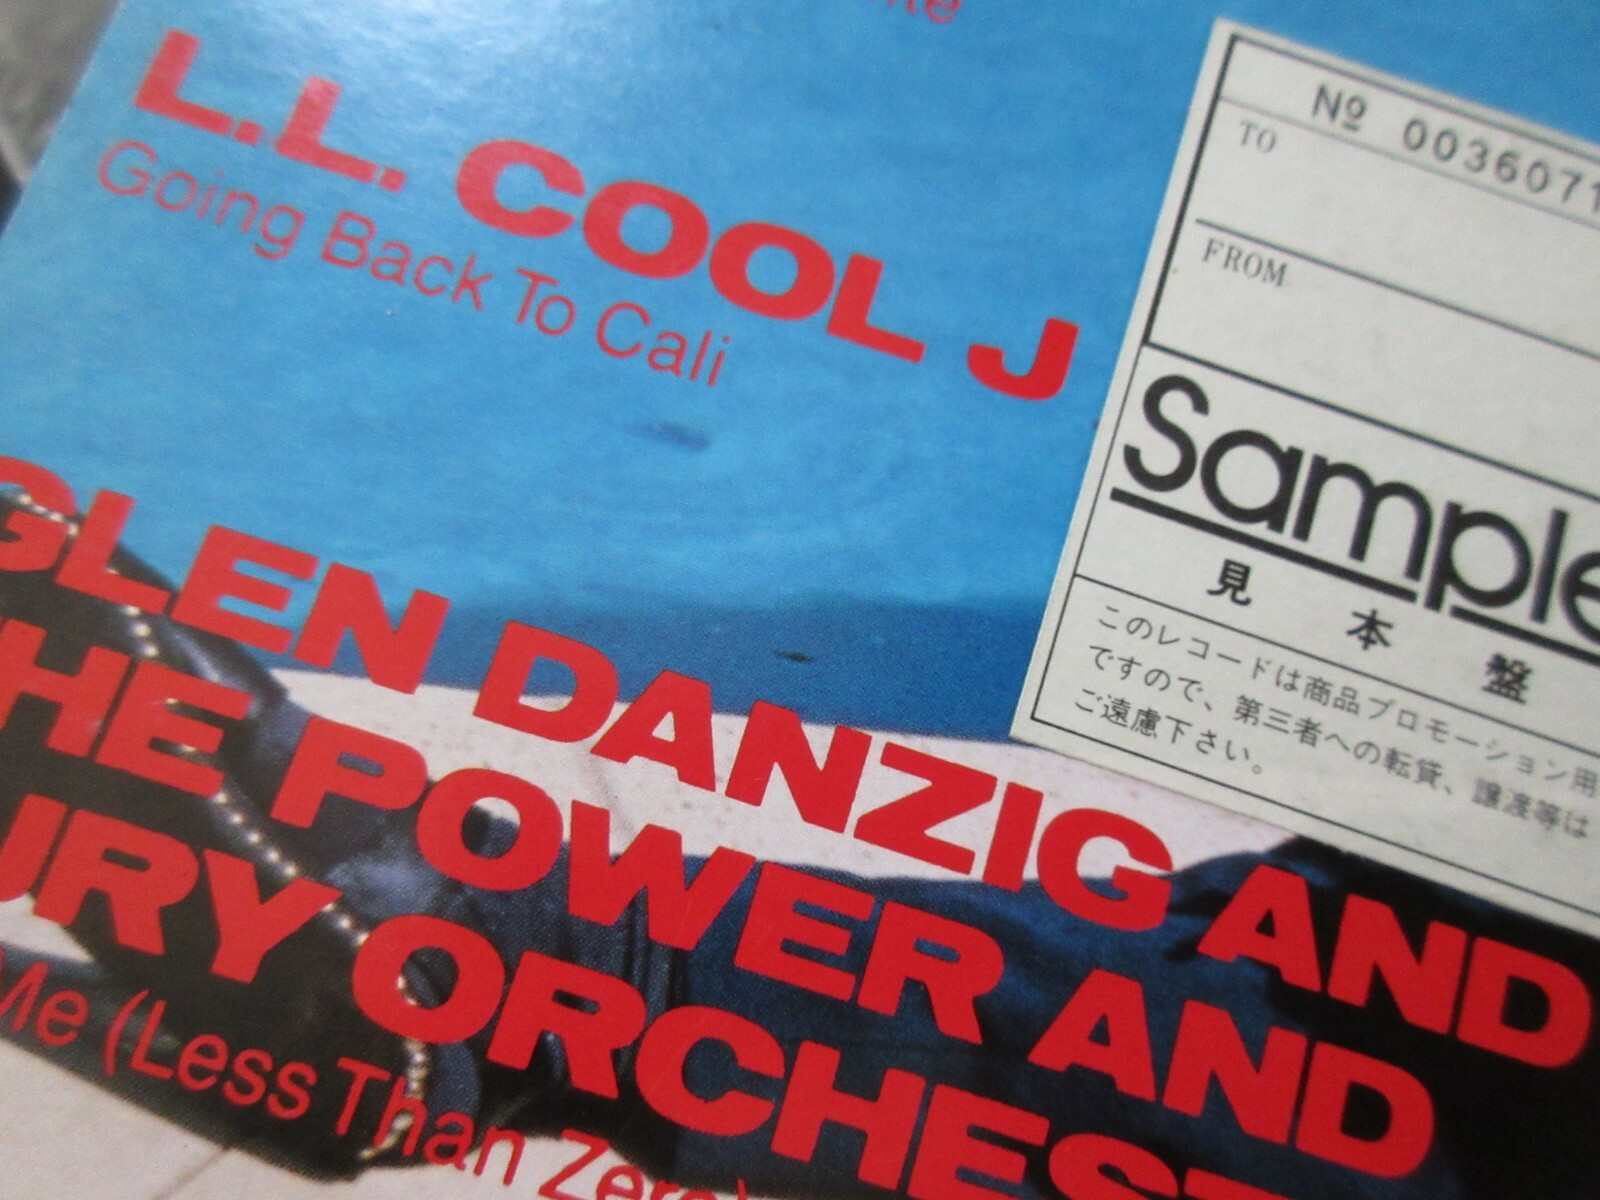 L.L. COOL J
Going Back To Cali
GLEN DANZIG AND
THE POWER AND
URY ORCHEST
Me (Less Than Zero)
№ 0036071
TO
FROM
Sample
見本盤
このレコードは商品プロモーション用
ですので、第三者への転貸、譲渡等は
ご遠慮下さい。